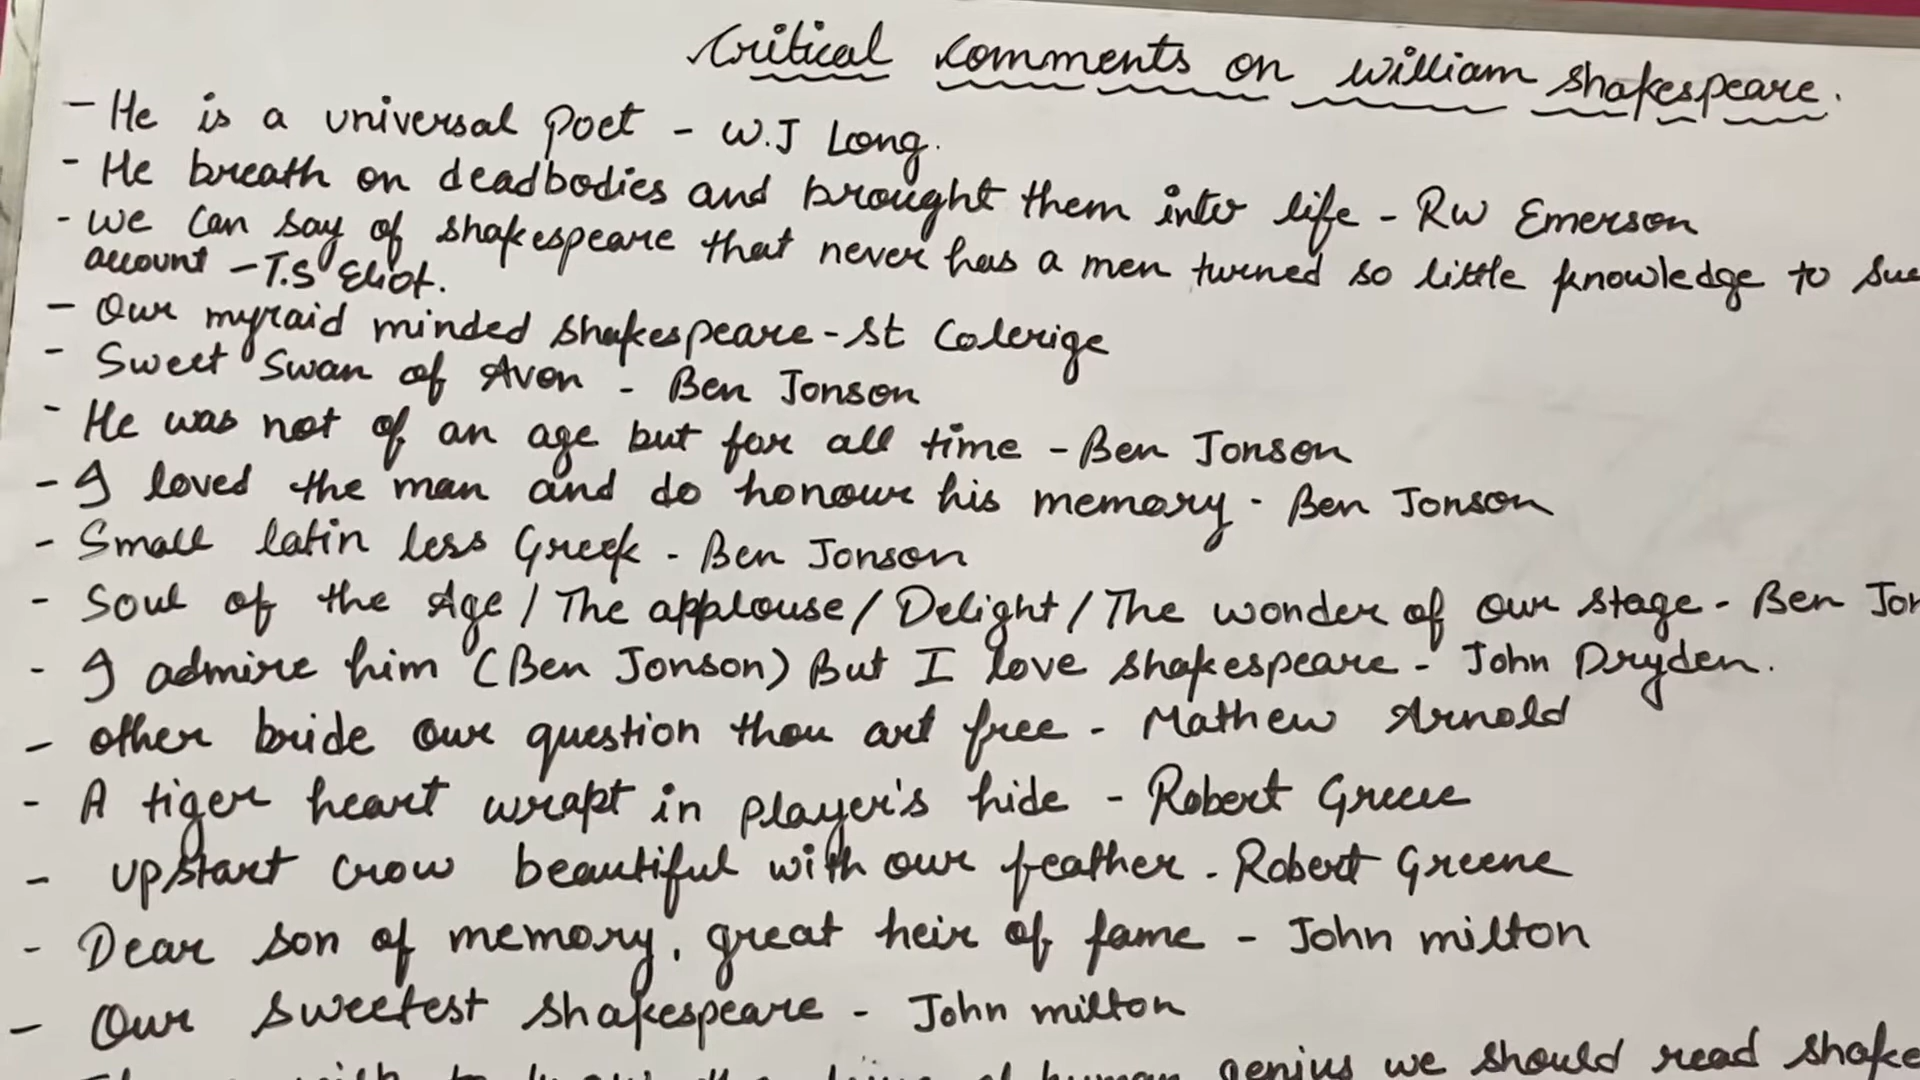 Critical comments on william shakespeare.
- He is a universal poet - W.J Long.
- He breath on deadbodies and brought them into life - RW Emerson
- we can say of shakespeare that never has a men turned so little knowledge to
account - T.S Eliot.
- Our myraid minded shakespeare - st Colerige
- Sweet Swan of Avon - Ben Jonson
- He was not of an age but for all time - Ben Jonson
- I loved the man and do honour his memory - Ben Jonson
- Small latin less Greek - Ben Jonson
- Soul of the Age / The applouse / Delight / The wonder of our stage - Ben
- I admire him (Ben Jonson) But I love shakespeare - John Dryden.
- other bride our question thou art free - Mathew Arnold
- A tiger heart wrapt in player's hide - Robert Greene
- upstart crow beautiful with our feather - Robert Greene
- Dear son of memory, great heir of fame - John milton
- Our sweetest shakespeare - John milton
human genius we should read